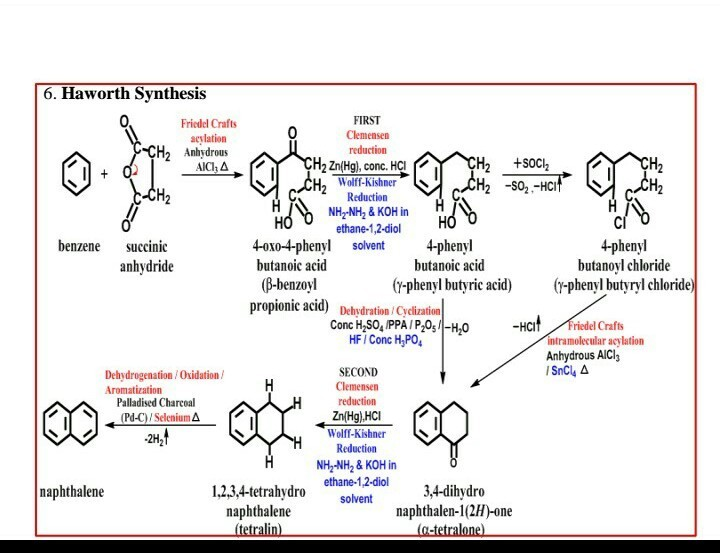 6. Haworth Synthesis
Friedel Crafts
acylation
Anhydrous
AlCl3 Δ
O
C-CH2
O
C-CH2
O
+
benzene
succinic
anhydride
O
CH2
CH2
C
H
HO
O
4-oxo-4-phenyl
butanoic acid
(β-benzoyl
propionic acid)
FIRST
Clemensen
reduction
Zn(Hg), conc. HCl
Wolff-Kishner
Reduction
NH2-NH2 & KOH in
ethane-1,2-diol
solvent
CH2
CH2
C
H
HO
O
4-phenyl
butanoic acid
(γ-phenyl butyric acid)
+SOCl2
-SO2 ,-HCl↑
CH2
CH2
C
H
Cl
O
4-phenyl
butanoyl chloride
(γ-phenyl butyryl chloride)
Dehydration / Cyclization
Conc H2SO4 /PPA / P2O5 /
HF / Conc H3PO4
-H2O
-HCl↑
Friedel Crafts
intramolecular acylation
Anhydrous AlCl3
/ SnCl4 Δ
O
3,4-dihydro
naphthalen-1(2H)-one
(α-tetralone)
SECOND
Clemensen
reduction
Zn(Hg),HCl
Wolff-Kishner
Reduction
NH2-NH2 & KOH in
ethane-1,2-diol
solvent
H
H
H
H
1,2,3,4-tetrahydro
naphthalene
(tetralin)
Dehydrogenation / Oxidation /
Aromatization
Palladised Charcoal
(Pd-C) / Selenium Δ
-2H2↑
naphthalene